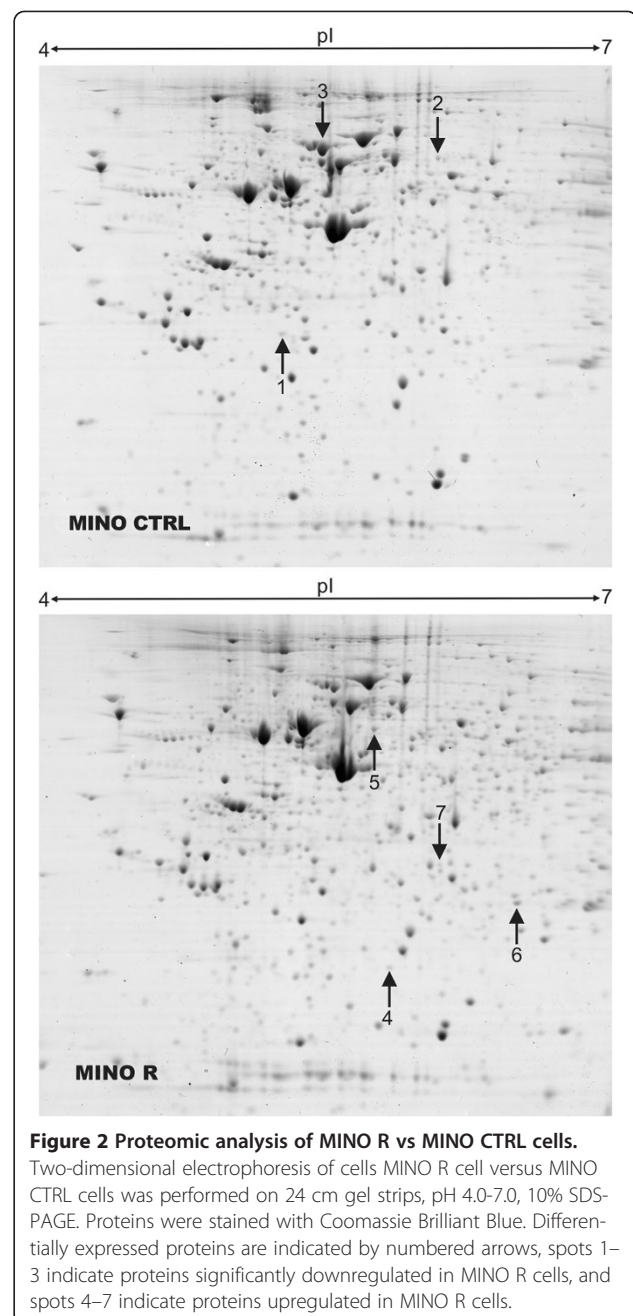 pI
4 7
3 2
1
MINO CTRL
pI
4 7
5
7
6
4
MINO R
Figure 2 Proteomic analysis of MINO R vs MINO CTRL cells.
Two-dimensional electrophoresis of cells MINO R cell versus MINO
CTRL cells was performed on 24 cm gel strips, pH 4.0-7.0, 10% SDS-
PAGE. Proteins were stained with Coomassie Brilliant Blue. Differen-
tially expressed proteins are indicated by numbered arrows, spots 1–
3 indicate proteins significantly downregulated in MINO R cells, and
spots 4–7 indicate proteins upregulated in MINO R cells.